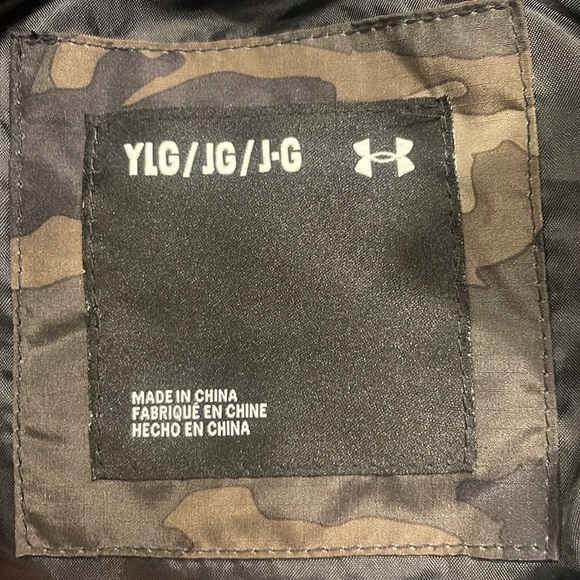 YLG/JG/J-G
MADE IN CHINA
FABRIQUÉ EN CHINE
HECHO EN CHINA